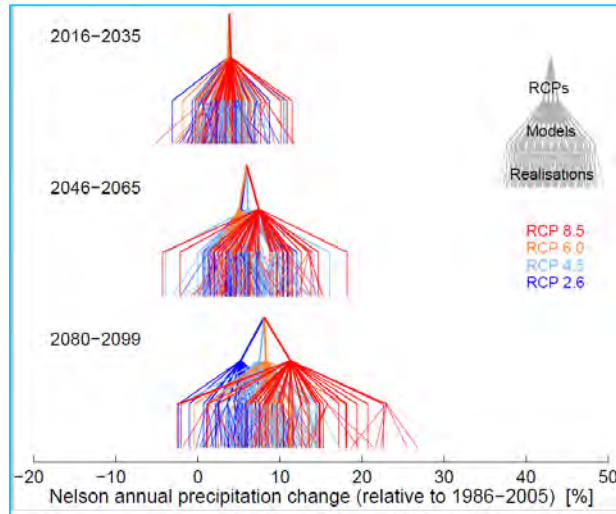 2016−2035
RCPs
Models
Realisations
2046−2065
RCP 8.5
RCP 6.0
RCP 4.5
RCP 2.6
2080−2099
−20 −10 0 10 20 30 40 50
Nelson annual precipitation change (relative to 1986−2005) [%]